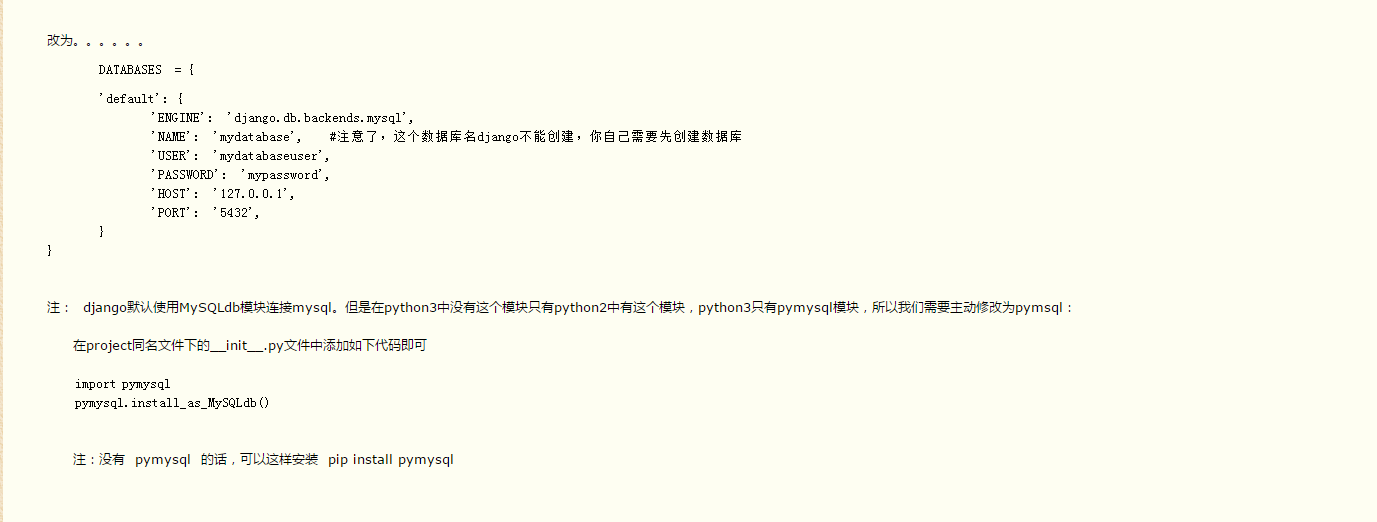 改为。。。。。。
DATABASES = {
'default': {
'ENGINE': 'django.db.backends.mysql',
'NAME': 'mydatabase', #注意了，这个数据库名django不能创建，你自己需要先创建数据库
'USER': 'mydatabaseuser',
'PASSWORD': 'mypassword',
'HOST': '127.0.0.1',
'PORT': '5432',
}
}
注： django默认使用MySQLdb模块连接mysql。但是在python3中没有这个模块只有python2中有这个模块，python3只有pymysql模块，所以我们需要主动修改为pymsql：
在project同名文件下的__init__.py文件中添加如下代码即可
import pymysql
pymysql.install_as_MySQLdb()
注：没有 pymysql 的话，可以这样安装 pip install pymysql